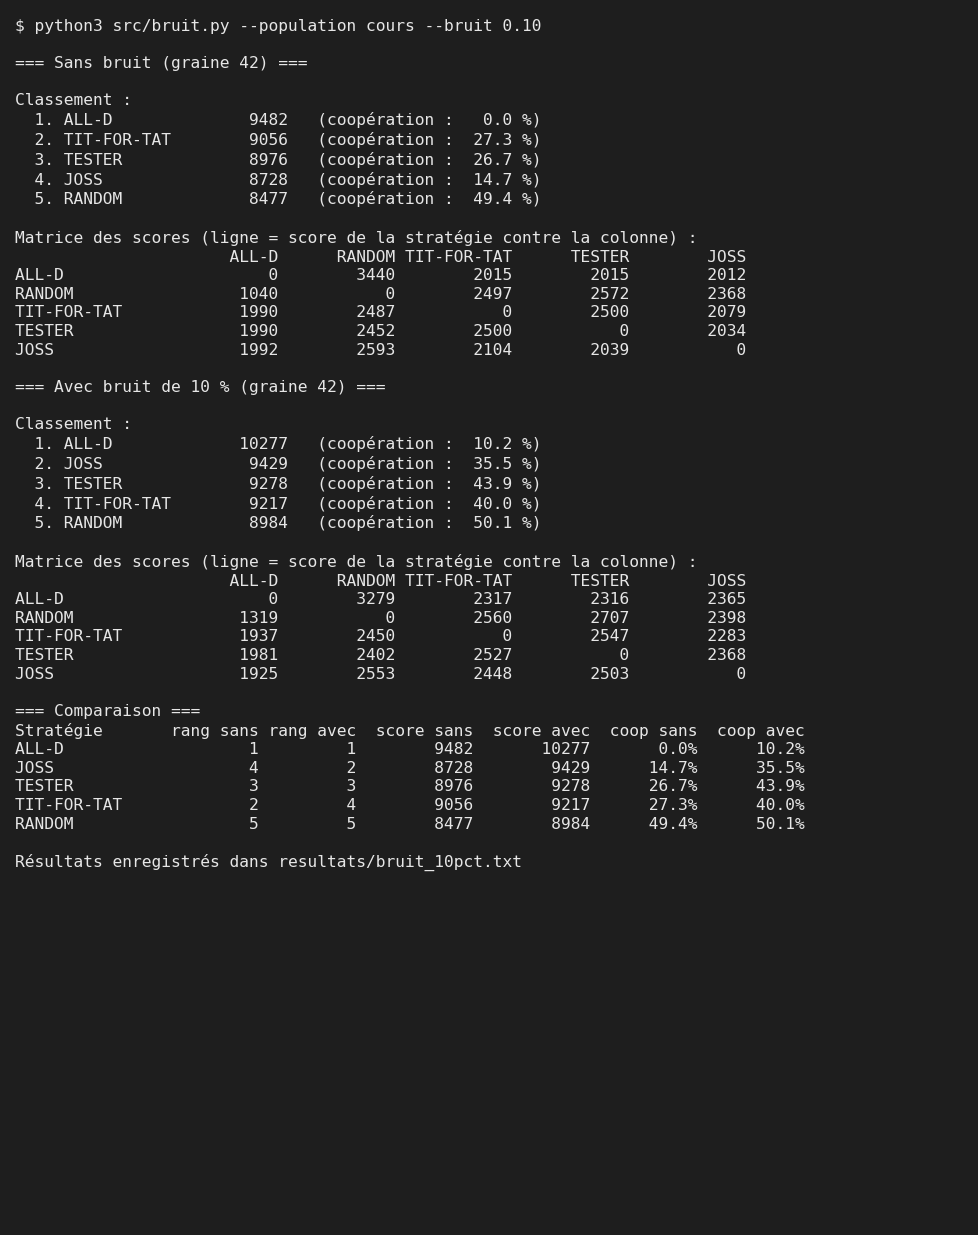 $ python3 src/bruit.py --population cours --bruit 0.10
=== Sans bruit (graine 42) ===
Classement :
  1. ALL-D              9482   (coopération :   0.0 %)
  2. TIT-FOR-TAT        9056   (coopération :  27.3 %)
  3. TESTER             8976   (coopération :  26.7 %)
  4. JOSS               8728   (coopération :  14.7 %)
  5. RANDOM             8477   (coopération :  49.4 %)
Matrice des scores (ligne = score de la stratégie contre la colonne) :
                      ALL-D      RANDOM TIT-FOR-TAT      TESTER        JOSS
ALL-D                     0        3440        2015        2015        2012
RANDOM                 1040           0        2497        2572        2368
TIT-FOR-TAT            1990        2487           0        2500        2079
TESTER                 1990        2452        2500           0        2034
JOSS                   1992        2593        2104        2039           0
=== Avec bruit de 10 % (graine 42) ===
Classement :
  1. ALL-D             10277   (coopération :  10.2 %)
  2. JOSS               9429   (coopération :  35.5 %)
  3. TESTER             9278   (coopération :  43.9 %)
  4. TIT-FOR-TAT        9217   (coopération :  40.0 %)
  5. RANDOM             8984   (coopération :  50.1 %)
Matrice des scores (ligne = score de la stratégie contre la colonne) :
                      ALL-D      RANDOM TIT-FOR-TAT      TESTER        JOSS
ALL-D                     0        3279        2317        2316        2365
RANDOM                 1319           0        2560        2707        2398
TIT-FOR-TAT            1937        2450           0        2547        2283
TESTER                 1981        2402        2527           0        2368
JOSS                   1925        2553        2448        2503           0
=== Comparaison ===
Stratégie       rang sans rang avec  score sans  score avec  coop sans  coop avec
ALL-D                   1         1        9482       10277       0.0%      10.2%
JOSS                    4         2        8728        9429      14.7%      35.5%
TESTER                  3         3        8976        9278      26.7%      43.9%
TIT-FOR-TAT             2         4        9056        9217      27.3%      40.0%
RANDOM                  5         5        8477        8984      49.4%      50.1%
Résultats enregistrés dans resultats/bruit_10pct.txt